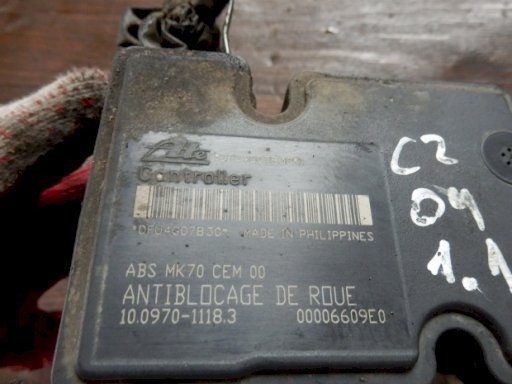 Ate
Controller
MADE IN PHILIPPINES
ABS MK70 CEM 00
ANTIBLOCAGE DE ROUE
10.0970-1118.3 00006609E0
C2
04
1.1